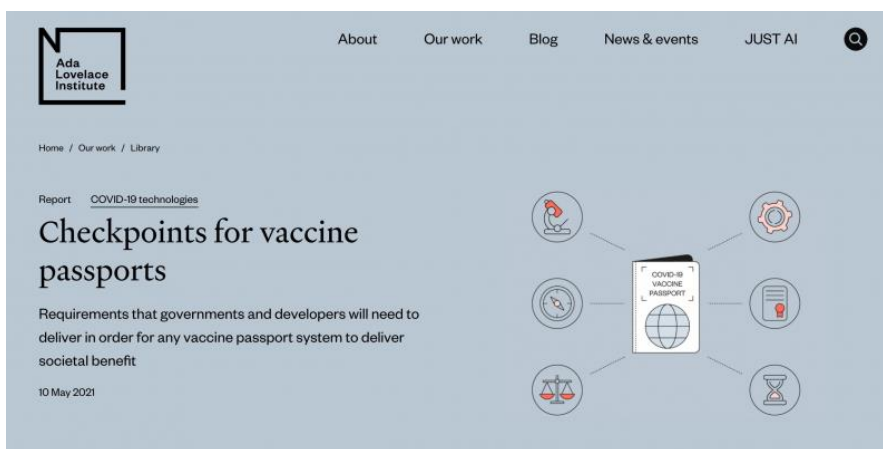 About Our work Blog News & events JUST AI
Ada
Lovelace
Institute
Home / Our work / Library
Report COVID-19 technologies
Checkpoints for vaccine
passports
Requirements that governments and developers will need to
deliver in order for any vaccine passport system to deliver
societal benefit
10 May 2021
COVID-19
VACCINE
PASSPORT